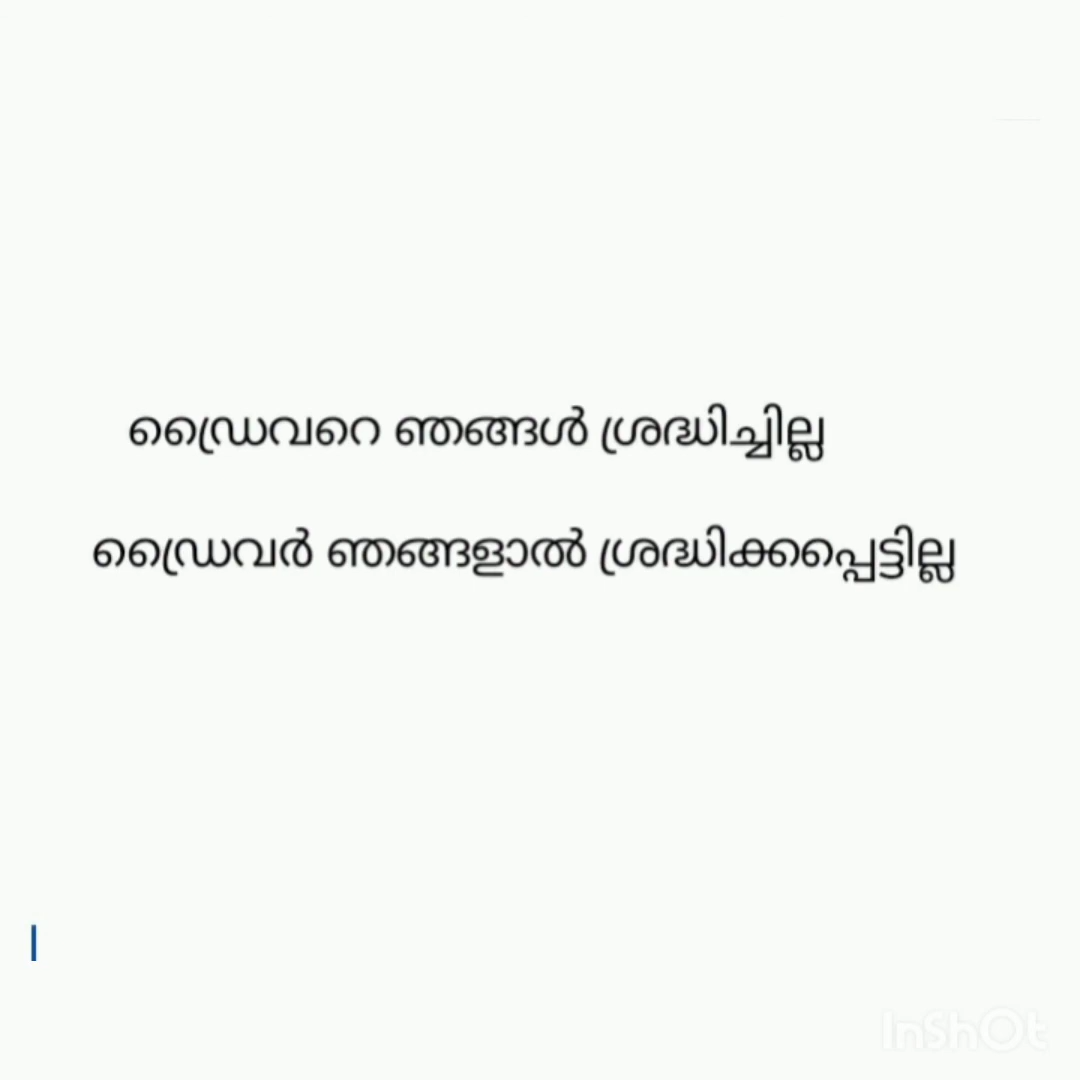 ഡ്രൈവറെ ഞങ്ങൾ ശ്രദ്ധിച്ചില്ല
ഡ്രൈവർ ഞങ്ങളാൽ ശ്രദ്ധിക്കപ്പെട്ടില്ല
InShOt